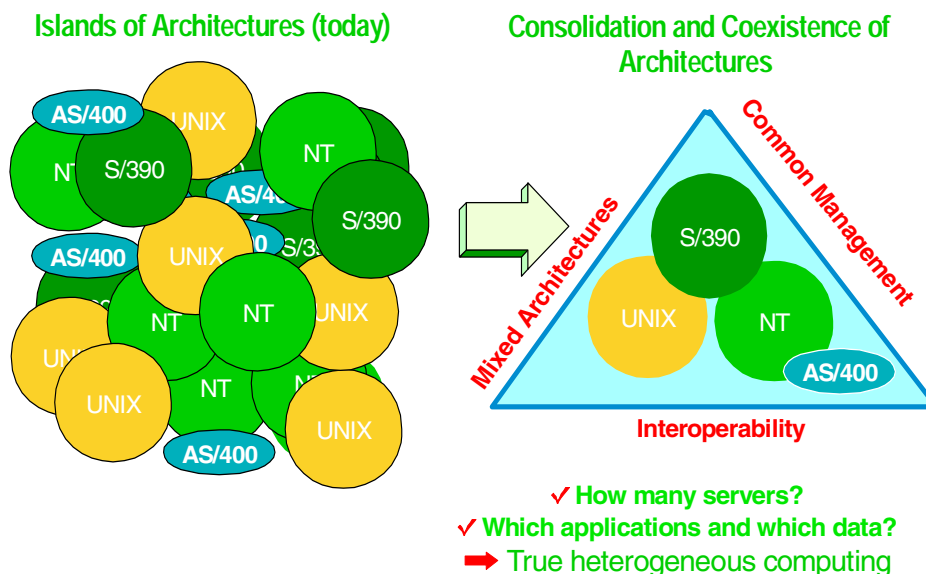 Islands of Architectures (today)
Consolidation and Coexistence of
Architectures
AS/400
UNIX
NT
S/390
NT
AS/400
S/390
UNIX
AS/400
S/390
NT
NT
UNIX
UNIX
UNIX
NT
UNIX
AS/400
Mixed Architectures
Common Management
S/390
UNIX
NT
AS/400
Interoperability
✓ How many servers?
✓ Which applications and which data?
➡ True heterogeneous computing